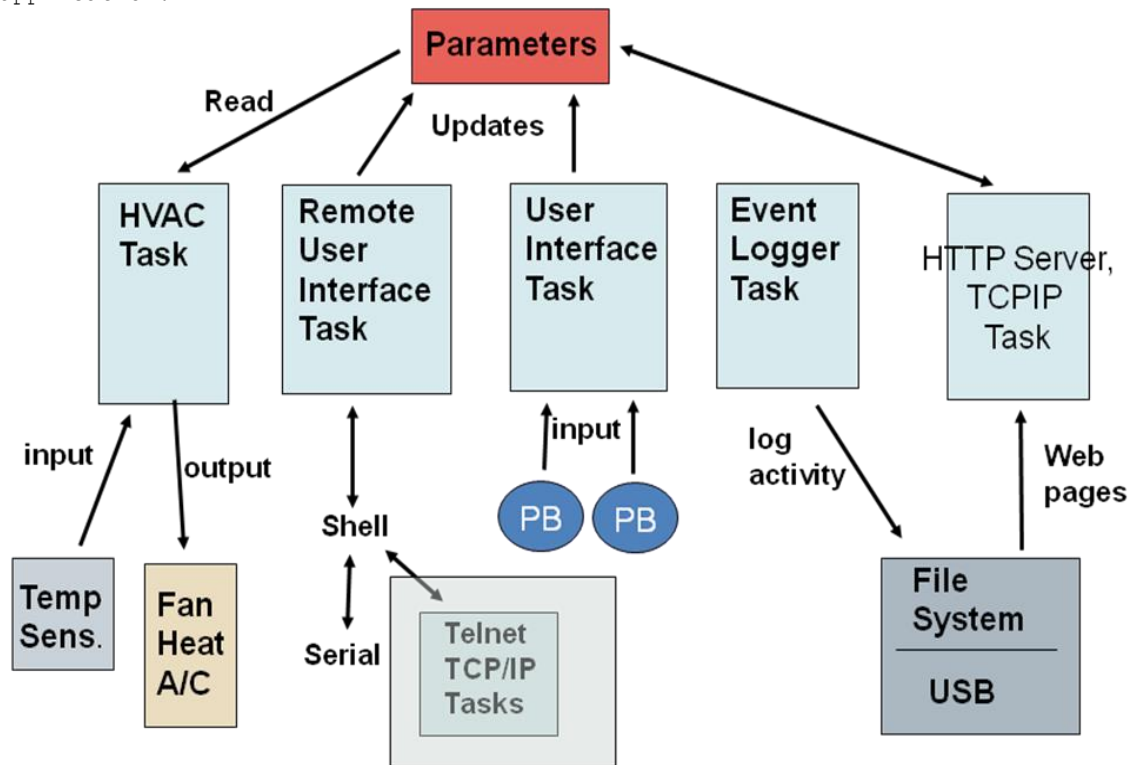 Parameters
Read
Updates
HVAC
Task
Remote
User
Interface
Task
User
Interface
Task
Event
Logger
Task
HTTP Server,
TCPIP
Task
input
output
Shell
Serial
input
PB
PB
log
activity
Web
pages
Temp
Sens.
Fan
Heat
A/C
Telnet
TCP/IP
Tasks
File
System
USB